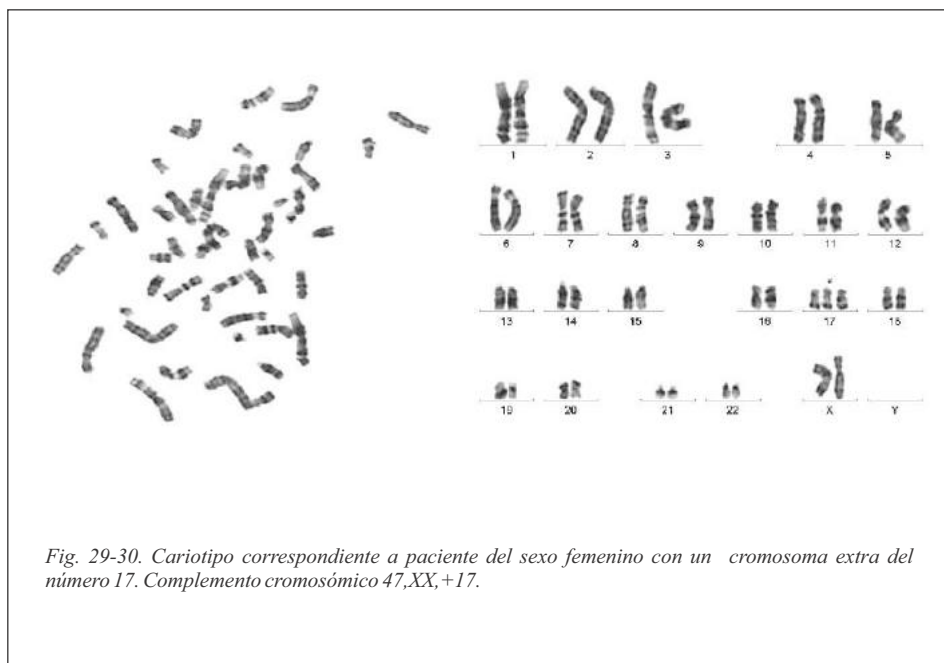 1 2 3 4 5
6 7 8 9 10 11 12
13 14 15 16 17 18
19 20 21 22 X Y
Fig. 29-30. Cariotipo correspondiente a paciente del sexo femenino con un cromosoma extra del
número 17. Complemento cromosómico 47,XX,+17.